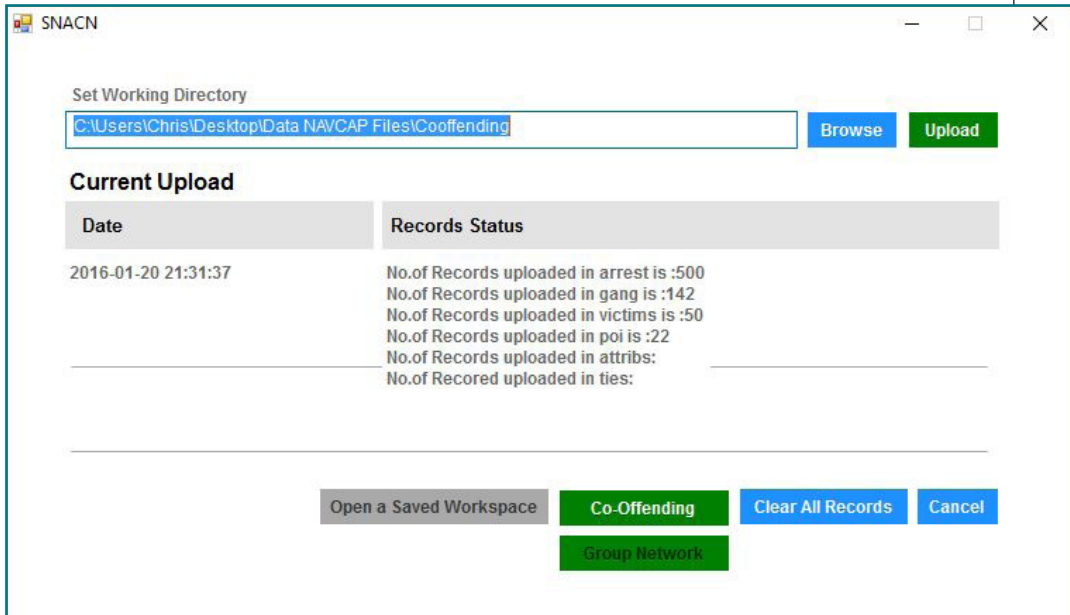 SNACN
Set Working Directory
C:\Users\Chris\Desktop\Data NAVCAP Files\Cooffending
Browse
Upload
Current Upload
Date
Records Status
2016-01-20 21:31:37
No.of Records uploaded in arrest is :500
No.of Records uploaded in gang is :142
No.of Records uploaded in victims is :50
No.of Records uploaded in poi is :22
No.of Records uploaded in attribs:
No.of Recored uploaded in ties:
Open a Saved Workspace
Co-Offending
Clear All Records
Cancel
Group Network